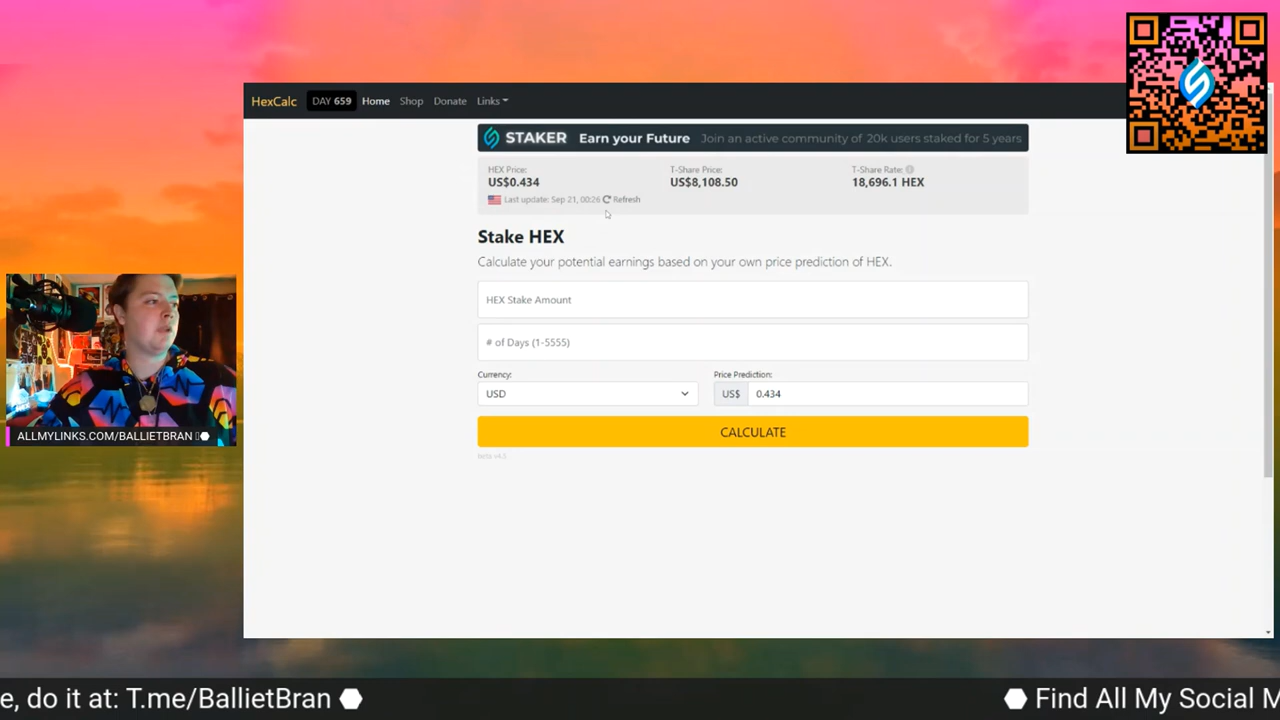 HexCalc DAY 659 Home Shop Donate Links
STAKER Earn your Future Join an active community of 20k users staked for 5 years
HEX Price: T-Share Price: T-Share Rate:
US$0.434 US$8,108.50 18,696.1 HEX
Last update: Sep 21, 00:26 Refresh
Stake HEX
Calculate your potential earnings based on your own price prediction of HEX.
HEX Stake Amount
# of Days (1-5555)
Currency: Price Prediction:
USD US$ 0.434
CALCULATE
beta v4.3
ALLMYLINKS.COM/BALLIETBRAN
e, do it at: T.me/BallietBran Find All My Social M